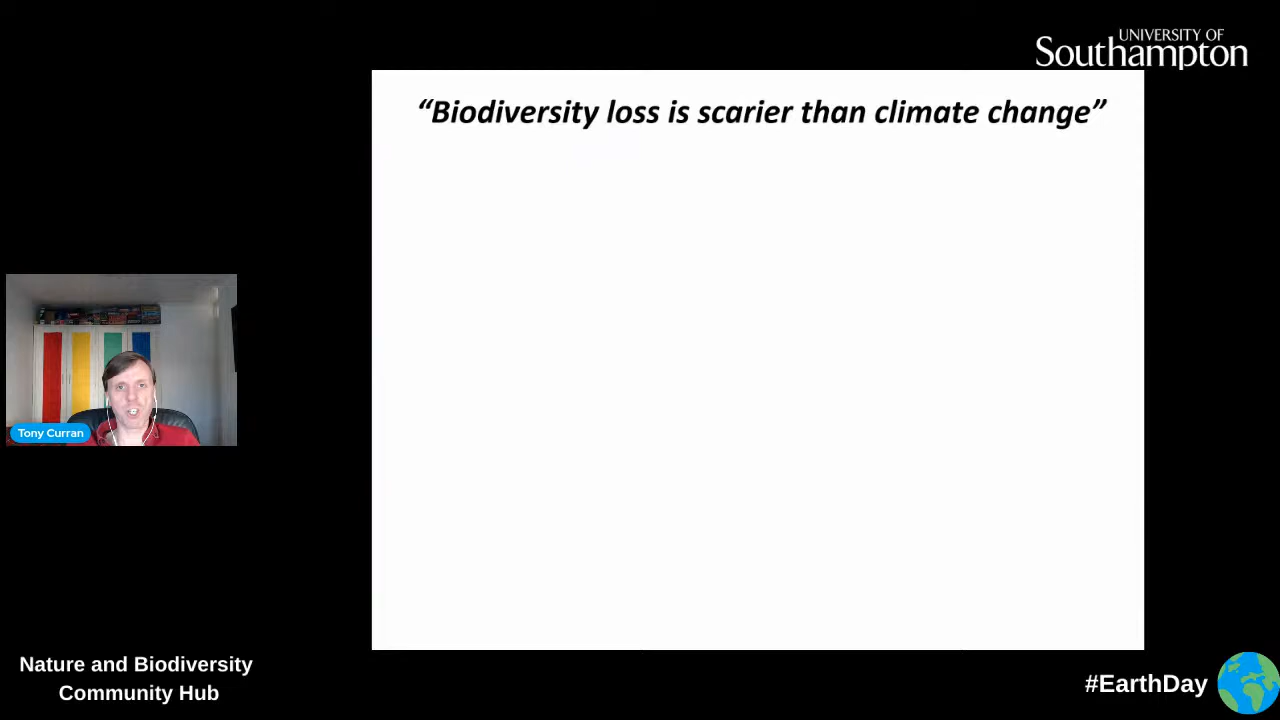 UNIVERSITY OF
Southampton
“Biodiversity loss is scarier than climate change”
Tony Curran
Nature and Biodiversity
Community Hub
#EarthDay